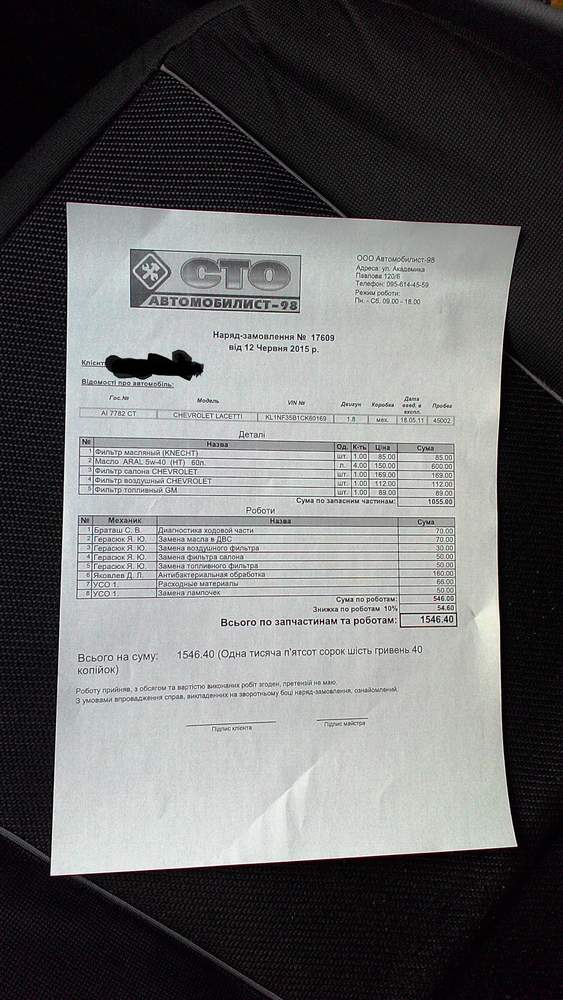 СТО
АВТОМОБИЛИСТ-98
ООО Автомобилист-98
Адреса: ул. Академика
Павлова 120/6
Телефон: 095-614-45-59
Режим роботи:
Пн. - Сб. 09.00 - 18.00
Наряд-замовлення № 17609
від 12 Червня 2015 р.
Клієнт
Відомості про автомобіль:
Гос.№ Модель VIN № Двигун Коробка Дата введ. в експл. Пробег
AI 7782 CT CHEVROLET LACETTI KL1NF35B1CK60169 1,8 мех. 18.05.11 45002
Деталі
№ Назва Од. К-ть Ціна Сума
1 Фильтр масляный (KNECHT) шт. 1.00 85.00 85.00
2 Масло ARAL 5w-40 (HT) 60л. л. 4.00 150.00 600.00
3 Фильтр салона CHEVROLET шт. 1.00 169.00 169.00
4 Фильтр воздушный CHEVROLET шт. 1.00 112.00 112.00
5 Фильтр топливный GM шт. 1.00 89.00 89.00
Сума по запасним частинам: 1055.00
Роботи
№ Механик Назва Сума
1 Браташ С. В. Диагностика ходовой части 70.00
2 Герасюк Я. Ю. Замена масла в ДВС 70.00
3 Герасюк Я. Ю. Замена воздушного фильтра 30.00
4 Герасюк Я. Ю. Замена фильтра салона 50.00
5 Герасюк Я. Ю. Замена топливного фильтра 50.00
6 Яковлев Д. Л. Антибактериальная обработка 160.00
7 УСО 1. Расходные материалы 66.00
8 УСО 1. Замена лампочек 50.00
Сума по роботам: 546.00
Знижка по роботам 10% 54.60
Всього по запчастинам та роботам: 1546.40
Всього на суму: 1546.40 (Одна тисяча п'ятсот сорок шість гривень 40
копійок)
Роботу прийняв, з обсягом та вартістю виконаних робіт згоден, претензій не маю.
З умовами впровадження справ, викладенних на зворотньому боці наряд-замовлення, ознайомлений.
Підпис клієнта Підпис майстра